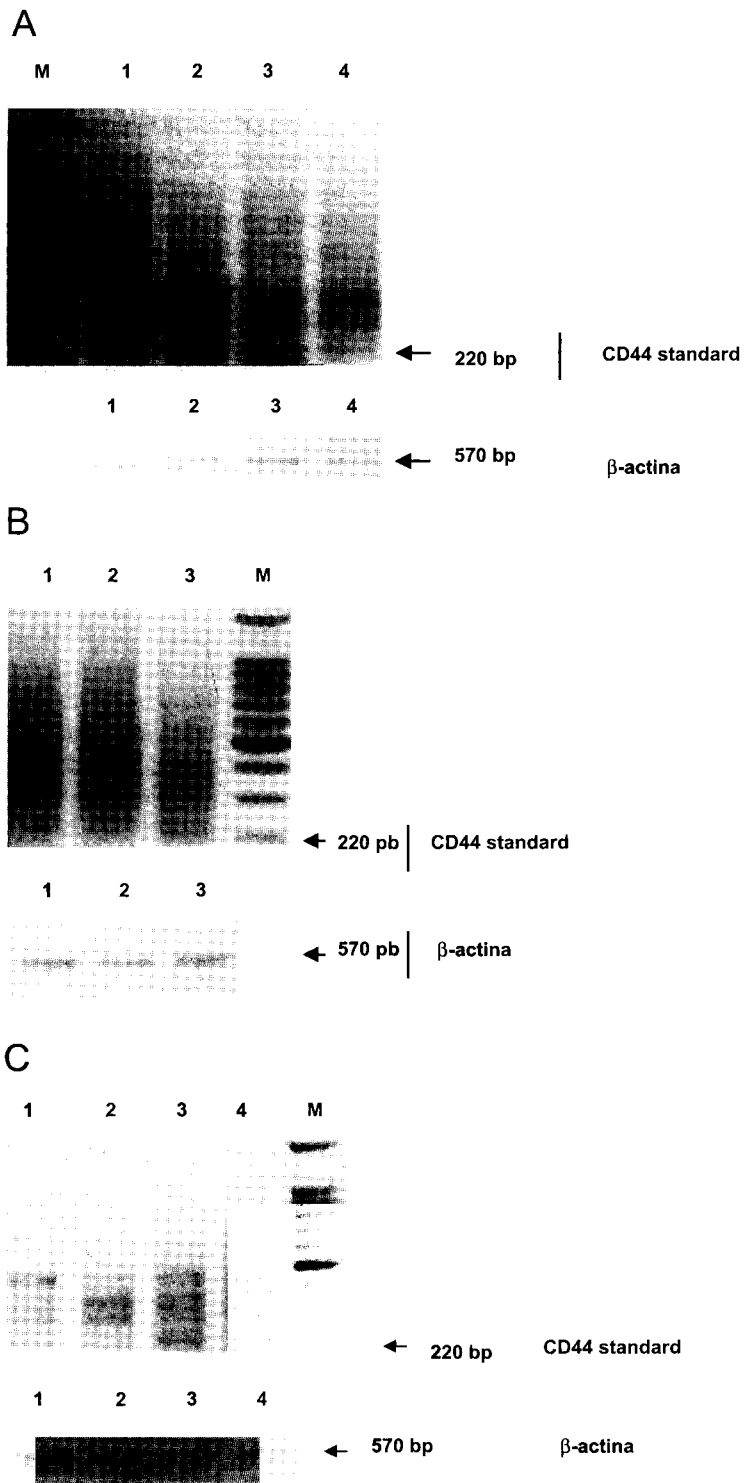 A
M 1 2 3 4
220 bp CD44 standard
1 2 3 4
570 bp β-actina
B
1 2 3 M
220 pb CD44 standard
1 2 3
570 pb β-actina
C
1 2 3 4 M
220 bp CD44 standard
1 2 3 4
570 bp β-actina